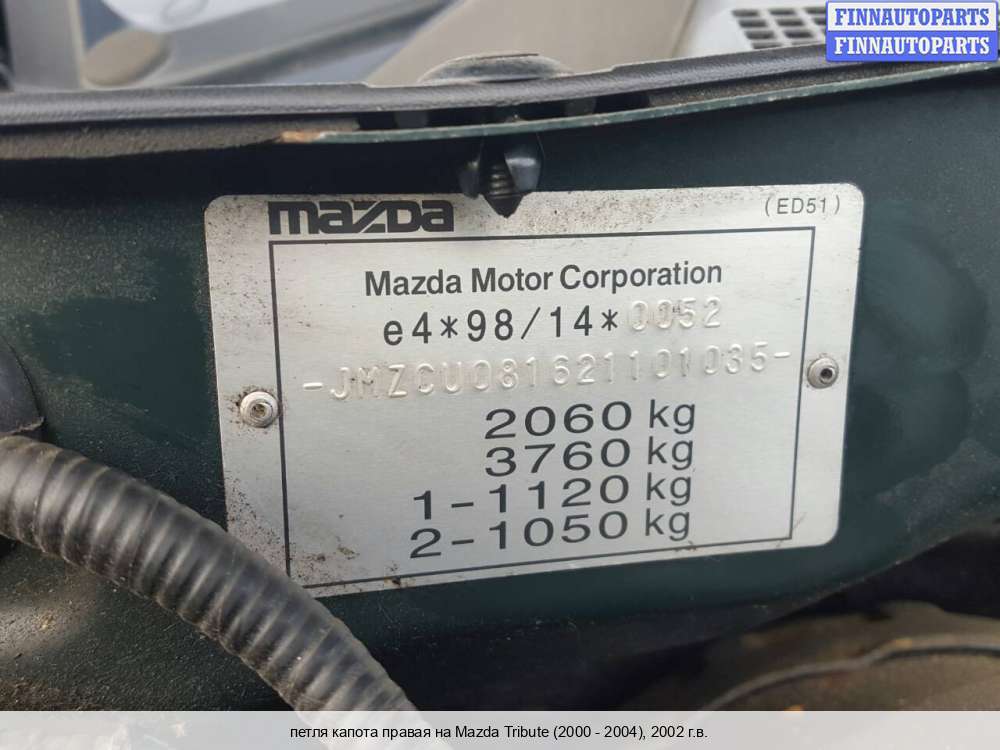 FINNAUTOPARTS
FINNAUTOPARTS
mazda
(ED51)
Mazda Motor Corporation
e4*98/14*0052
-JMZCU081621101035-
2060 kg
3760 kg
1-1120 kg
2-1050 kg
петля капота правая на Mazda Tribute (2000 - 2004), 2002 г.в.